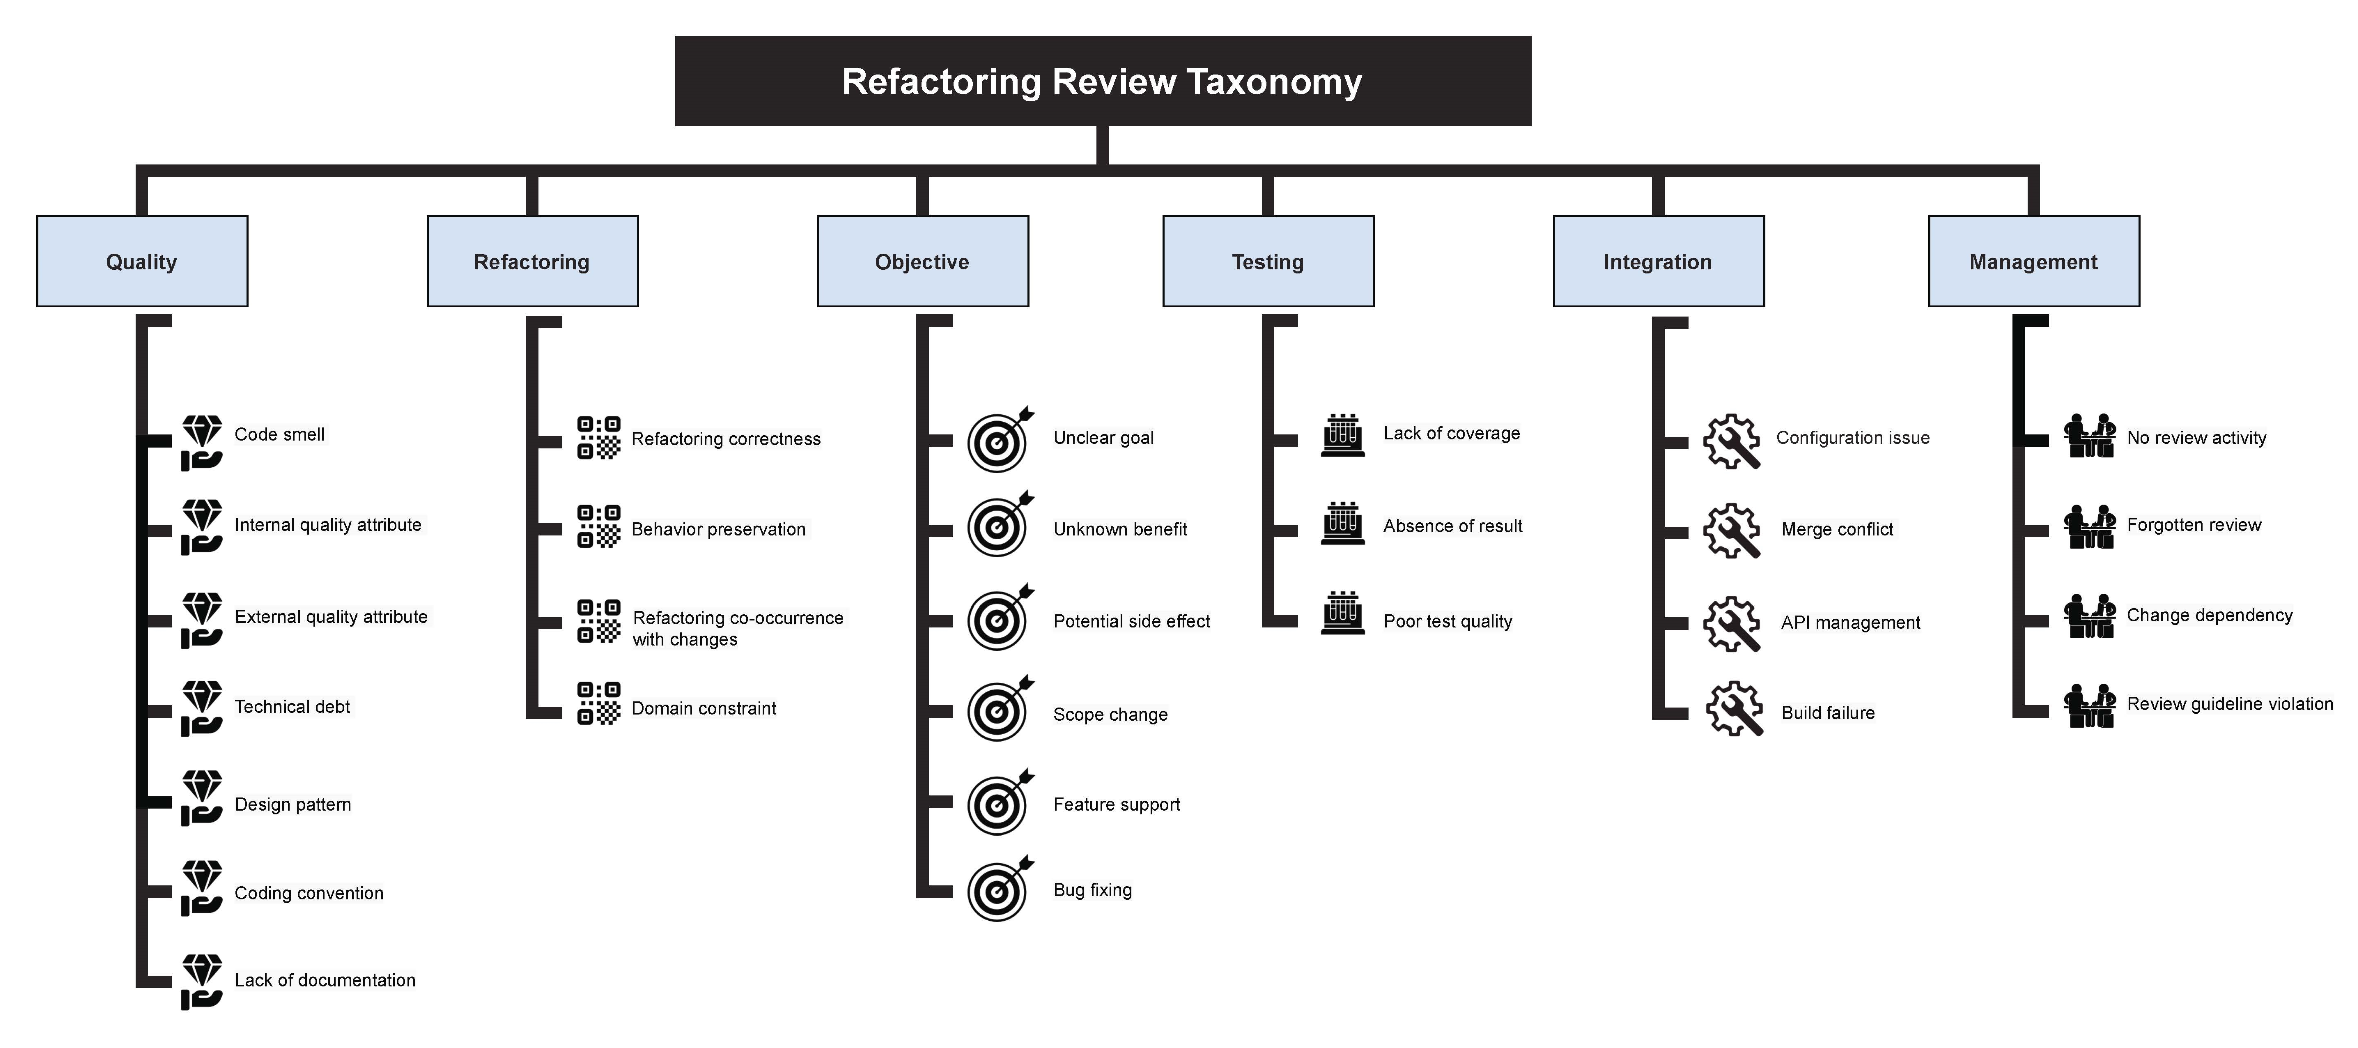 Refactoring Review Taxonomy
Quality
Refactoring
Objective
Testing
Integration
Management
Code smell
Internal quality attribute
External quality attribute
Technical debt
Design pattern
Coding convention
Lack of documentation
Refactoring correctness
Behavior preservation
Refactoring co-occurrence
with changes
Domain constraint
Unclear goal
Unknown benefit
Potential side effect
Scope change
Feature support
Bug fixing
Lack of coverage
Absence of result
Poor test quality
Configuration issue
Merge conflict
API management
Build failure
No review activity
Forgotten review
Change dependency
Review guideline violation